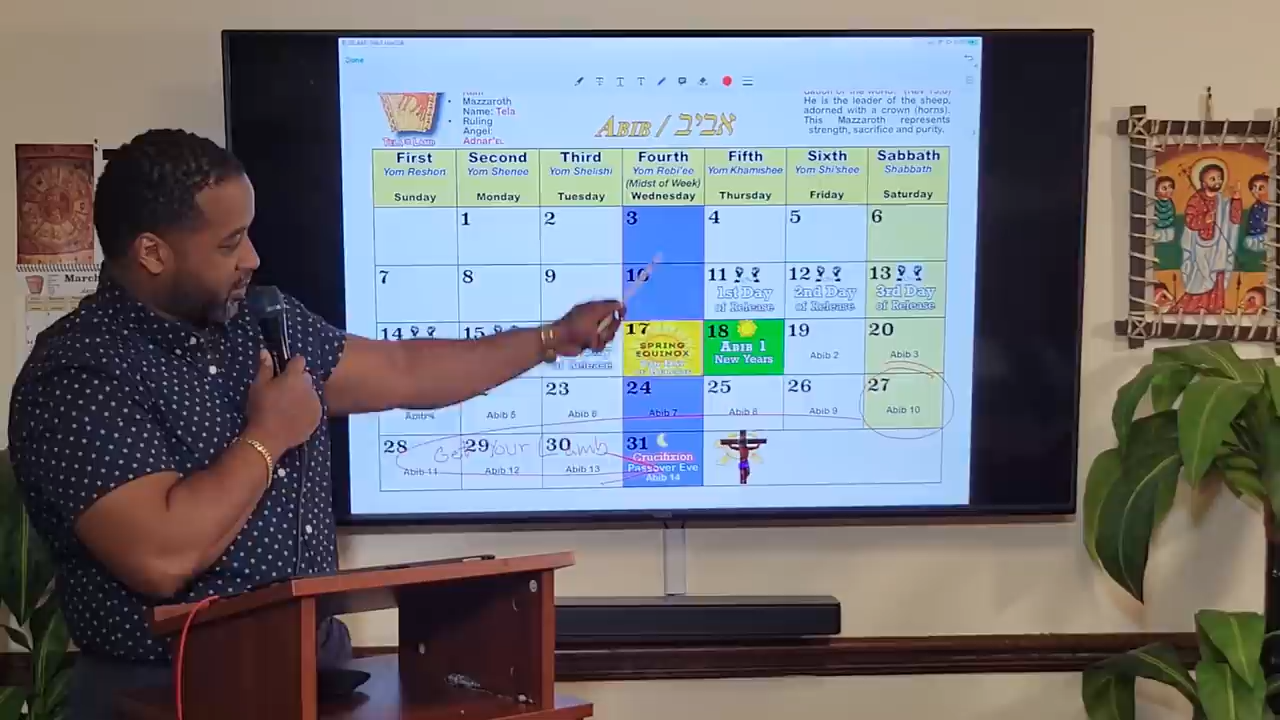 Done
Mazzaroth
Name: Tela
Ruling
Angel:
Adnar'el
ABIB / אביב
He is the leader of the sheep,
adorned with a crown (horns).
This Mazzaroth represents
strength, sacrifice and purity.
First Second Third Fourth Fifth Sixth Sabbath
Yom Reshon Yom Shenee Yom Shelishi Yom Rebi'ee Yom Khamishee Yom Shi'shee Shabbath
(Midst of Week)
Sunday Monday Tuesday Wednesday Thursday Friday Saturday
1 2 3 4 5 6
7 8 9 10 11 12 13
1st Day 2nd Day 3rd Day
of Release of Release of Release
14 15 17 18 19 20
SPRING
EQUINOX
ABIB 1
New Years
of Release
Abib 2 Abib 3
23 24 25 26 27
Abib 4 Abib 5 Abib 6 Abib 7 Abib 8 Abib 9 Abib 10
28 29 30 31
Get Your Lamb
Crucifixion
Passover Eve
Abib 11 Abib 12 Abib 13 Abib 14
March